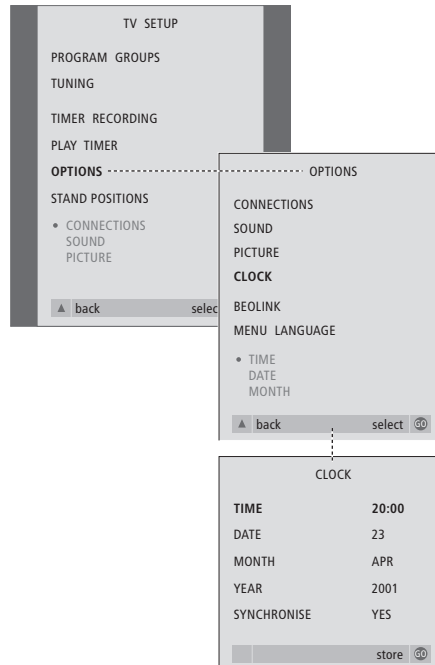 TV SETUP
PROGRAM GROUPS
TUNING
TIMER RECORDING
PLAY TIMER
OPTIONS
STAND POSITIONS
• CONNECTIONS
SOUND
PICTURE
▲ back selec
OPTIONS
CONNECTIONS
SOUND
PICTURE
CLOCK
BEOLINK
MENU LANGUAGE
• TIME
DATE
MONTH
▲ back select GO
CLOCK
TIME 20:00
DATE 23
MONTH APR
YEAR 2001
SYNCHRONISE YES
store GO